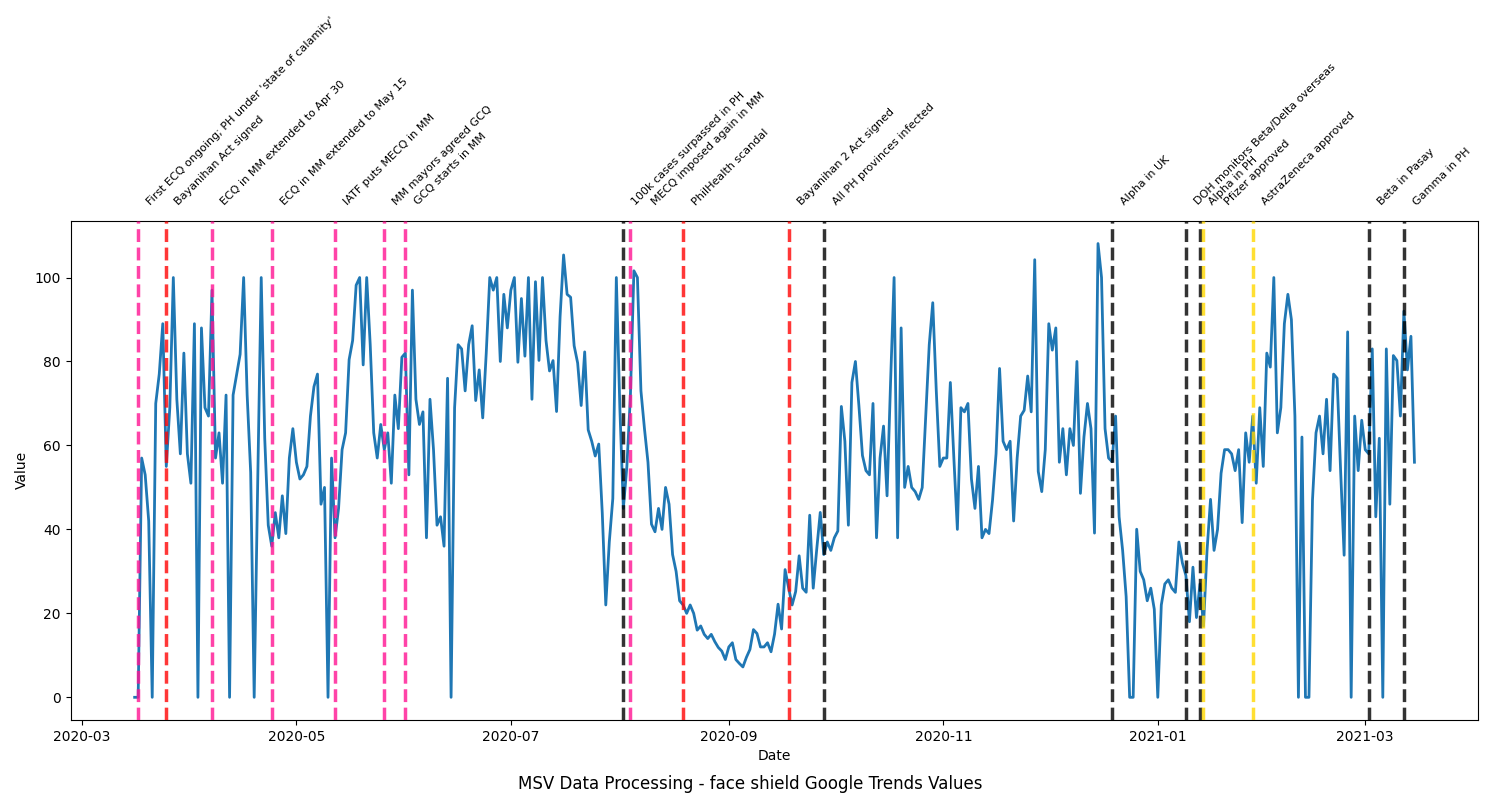 First ECQ ongoing; PH under 'state of calamity'
Bayanihan Act signed
ECQ in MM extended to Apr 30
ECQ in MM extended to May 15
IATF puts MECQ in MM
MM mayors agreed GCQ
GCQ starts in MM
100k cases surpassed in PH
MECQ imposed again in MM
PhilHealth scandal
Bayanihan 2 Act signed
All PH provinces infected
Alpha in UK
DOH monitors Beta/Delta overseas
Alpha in PH
Pfizer approved
AstraZeneca approved
Beta in Pasay
Gamma in PH
Value
100
80
60
40
20
0
2020-03
2020-05
2020-07
2020-09
2020-11
2021-01
2021-03
Date
MSV Data Processing - face shield Google Trends Values